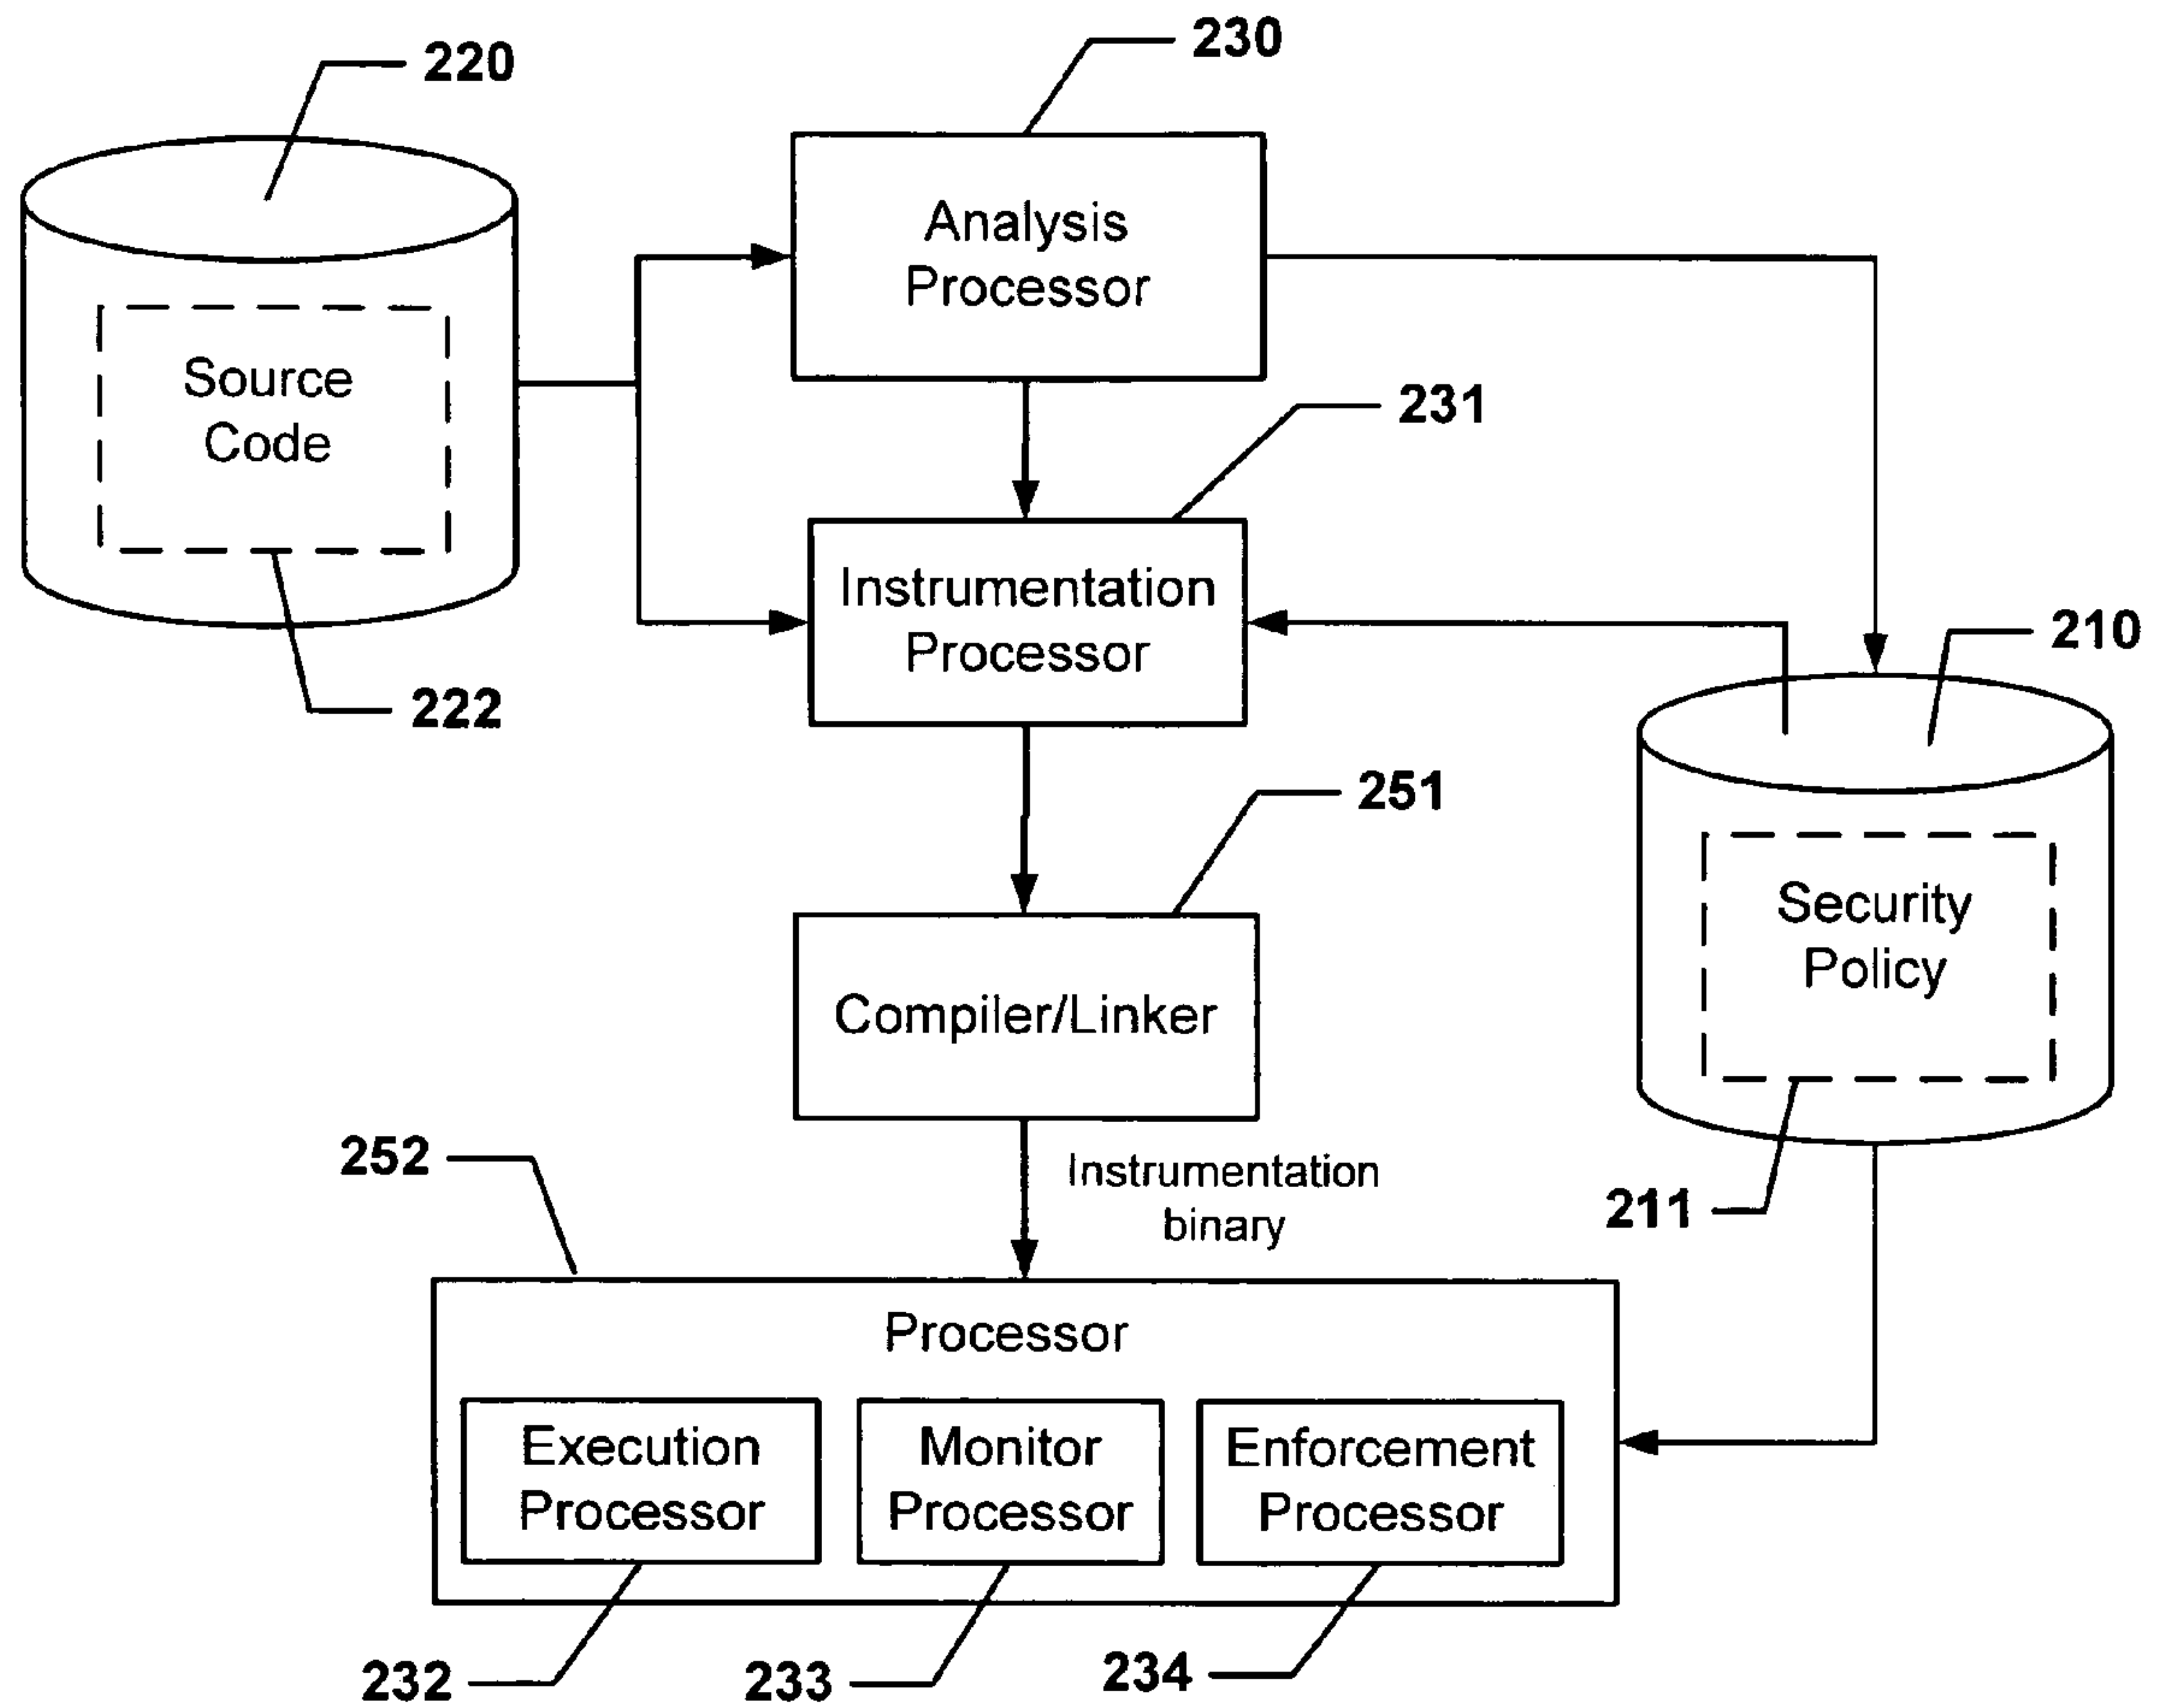 230
220
Analysis
Processor
Source
Code
231
Instrumentation
Processor
210
222
251
Security
Policy
Compiler/Linker
252
Instrumentation
binary
211
Processor
Execution
Processor
Monitor
Processor
Enforcement
Processor
232
233
234